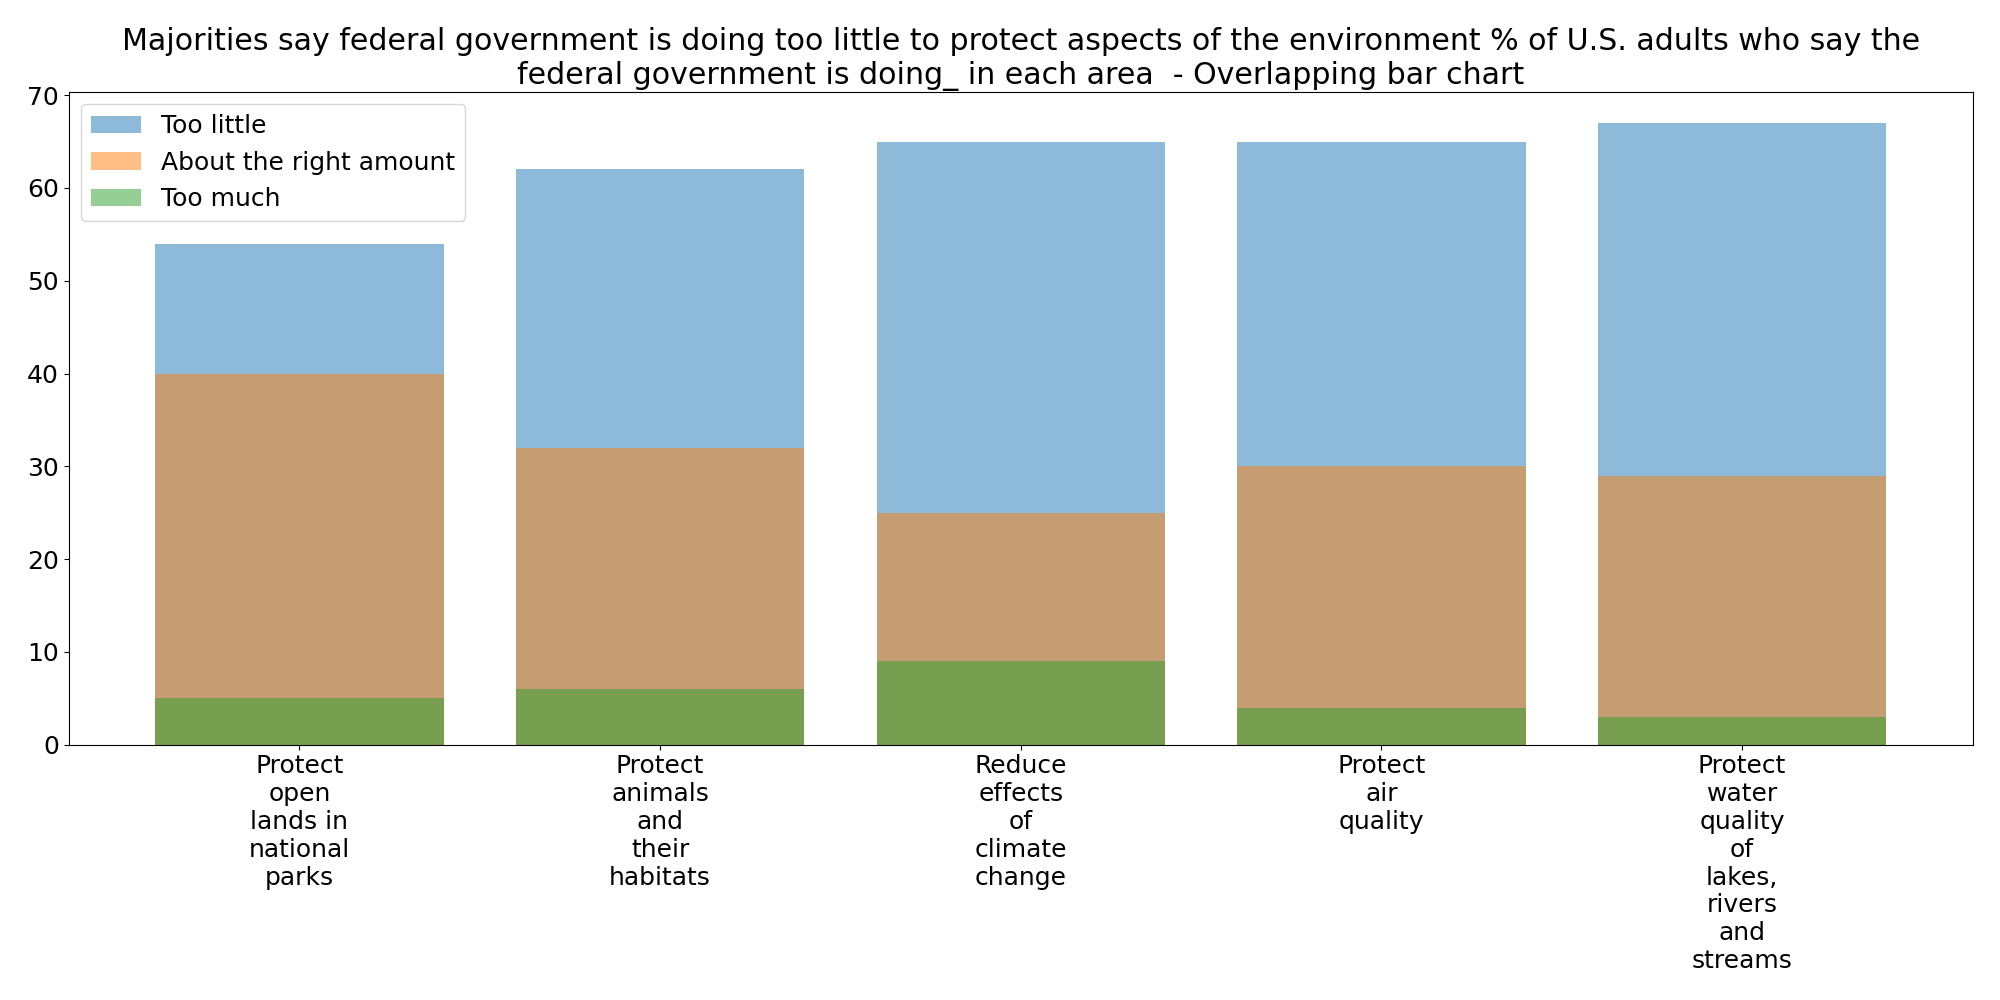 Majorities say federal government is doing too little to protect aspects of the environment % of U.S. adults who say the
federal government is doing_ in each area  - Overlapping bar chart
70
60
50
40
30
20
10
0
Too little
About the right amount
Too much
Protect
open
lands in
national
parks
Protect
animals
and
their
habitats
Reduce
effects
of
climate
change
Protect
air
quality
Protect
water
quality
of
lakes,
rivers
and
streams